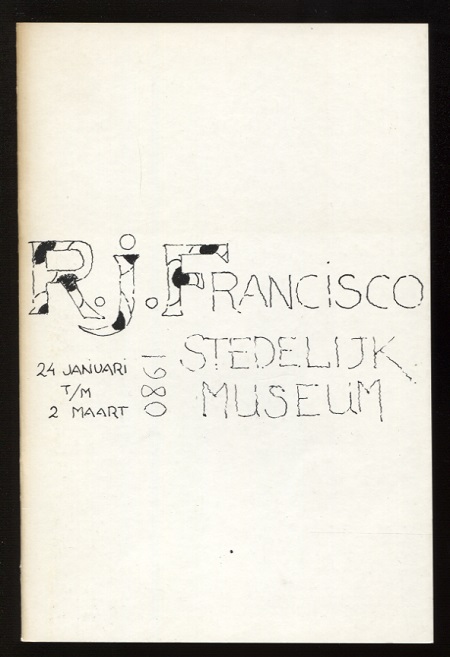 R.j.FRANCISCO
STEDELIJK
MUSEUM
24 JANUARI
T/M
2 MAART
1980